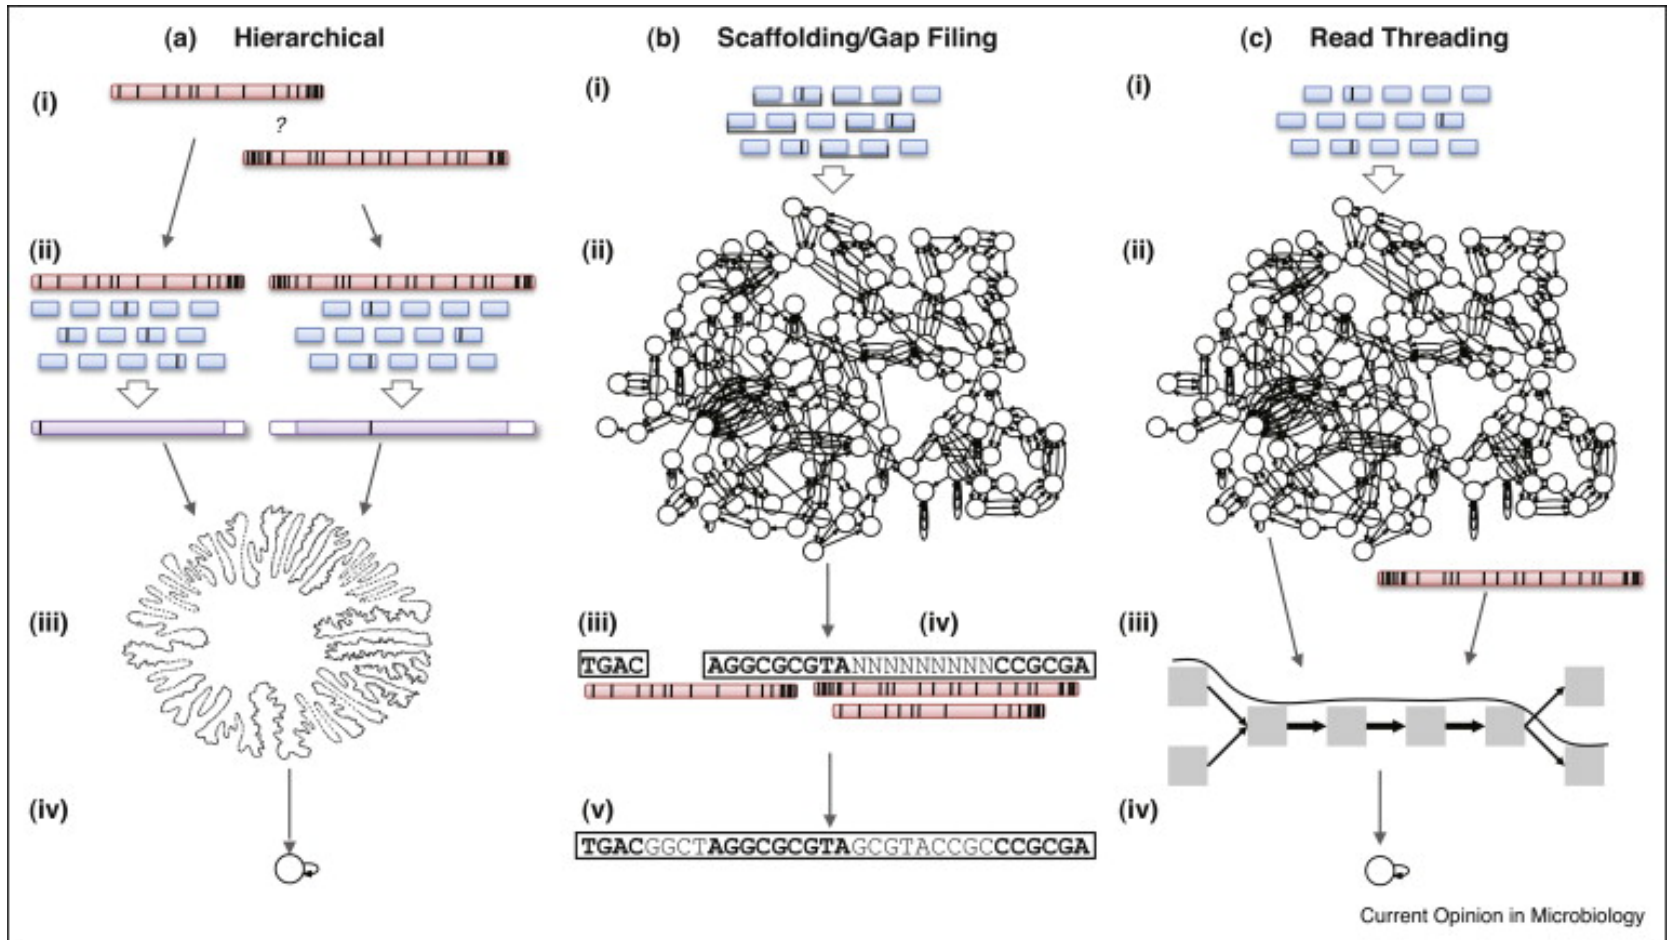 (a) Hierarchical
(i)
?
(ii)
(iii)
(iv)
(b) Scaffolding/Gap Filing
(i)
(ii)
(iii) (iv)
TGAC AGGCGCGTANNNNNNNNNCCGCGA
(v)
TGACGGCTAGGCGCGTAGCGTACCGCCCGCGA
(c) Read Threading
(i)
(ii)
(iii)
(iv)
Current Opinion in Microbiology